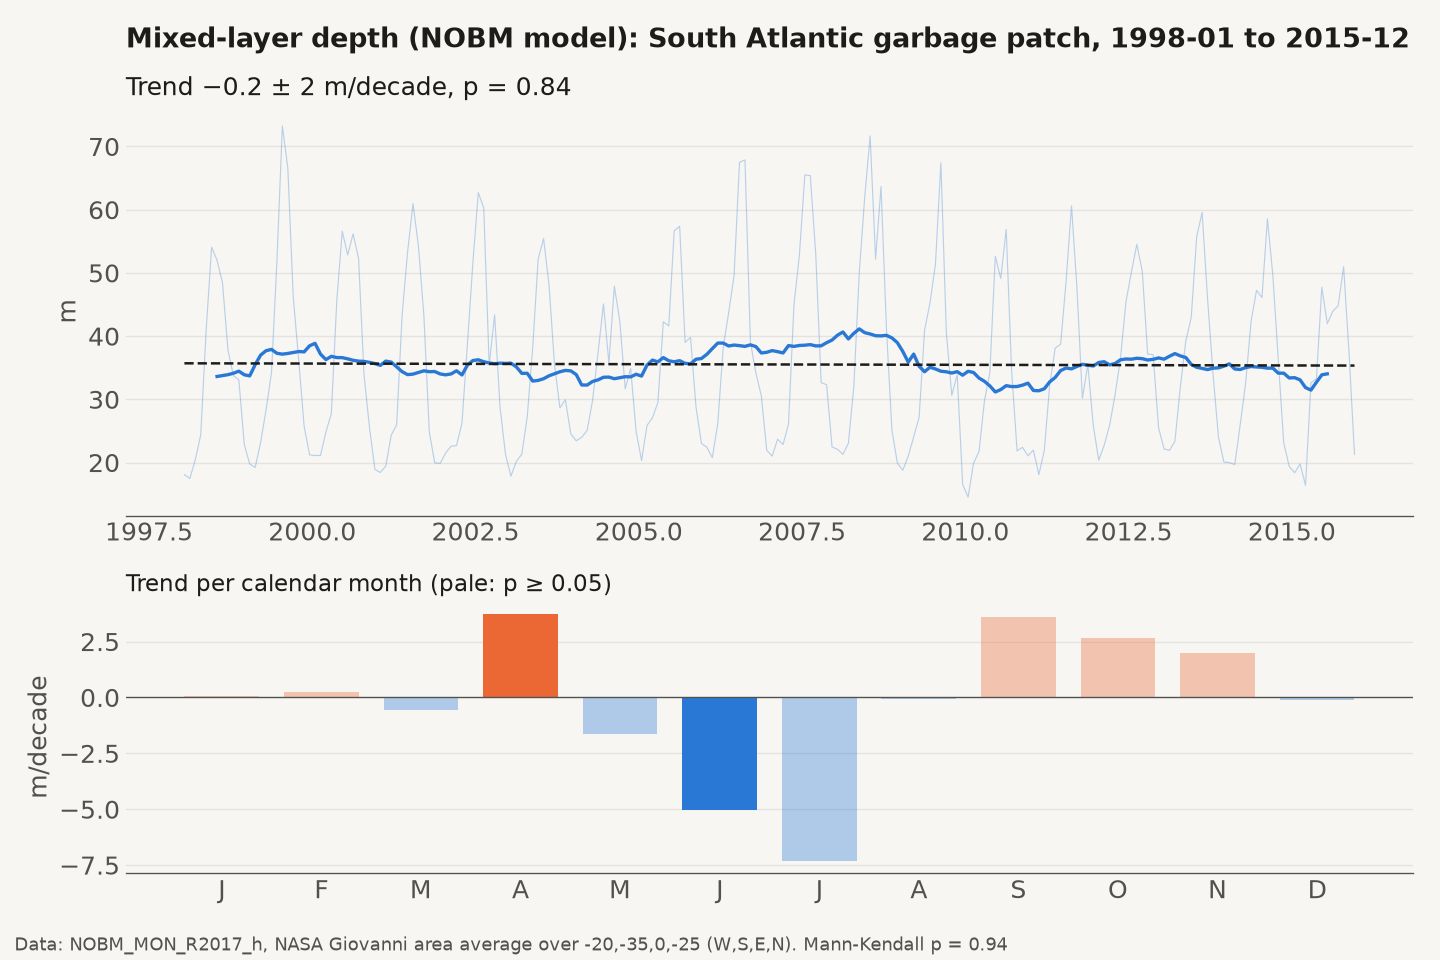 Mixed-layer depth (NOBM model): South Atlantic garbage patch, 1998-01 to 2015-12
Trend −0.2 ± 2 m/decade, p = 0.84
70
60
50
40
30
20
m
1997.5 2000.0 2002.5 2005.0 2007.5 2010.0 2012.5 2015.0
Trend per calendar month (pale: p ≥ 0.05)
2.5
0.0
−2.5
−5.0
−7.5
m/decade
J F M A M J J A S O N D
Data: NOBM_MON_R2017_h, NASA Giovanni area average over -20,-35,0,-25 (W,S,E,N). Mann-Kendall p = 0.94